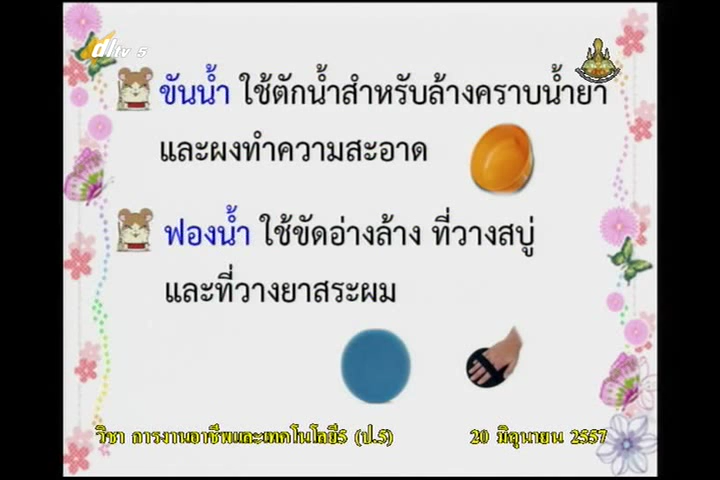 dltv 5
ขันน้ำ ใช้ตักน้ำสำหรับล้างคราบน้ำยา
และผงทำความสะอาด
ฟองน้ำ ใช้ขัดอ่างล้าง ที่วางสบู่
และที่วางยาสระผม
วิชา การงานอาชีพและเทคโนโลยี5 (ป.5) 20 มิถุนายน 2557